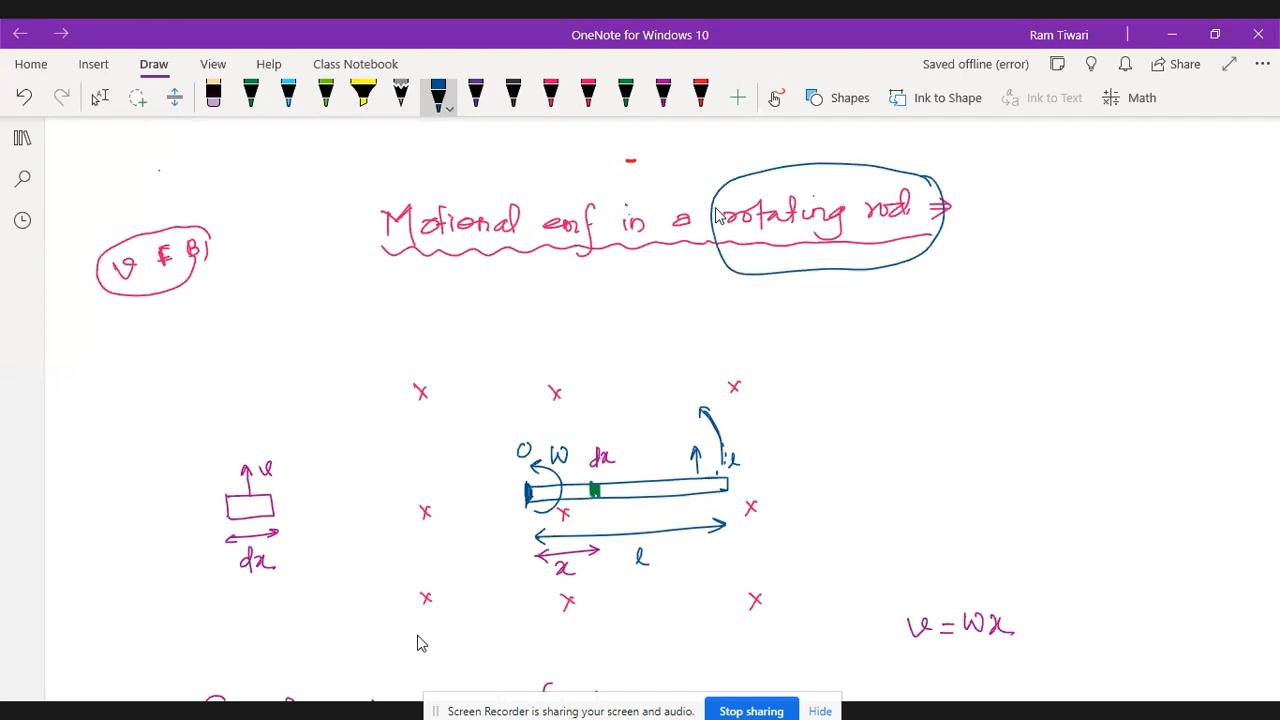 OneNote for Windows 10
Ram Tiwari
Home Insert Draw View Help Class Notebook
Saved offline (error)
Share
Shapes
Ink to Shape
Ink to Text
Math
Motional emf in a rotating rod ⇒
x x x
v
O W dx
l
x x x
dx
x l
x x x
v = Wx
Screen Recorder is sharing your screen and audio.
Stop sharing
Hide